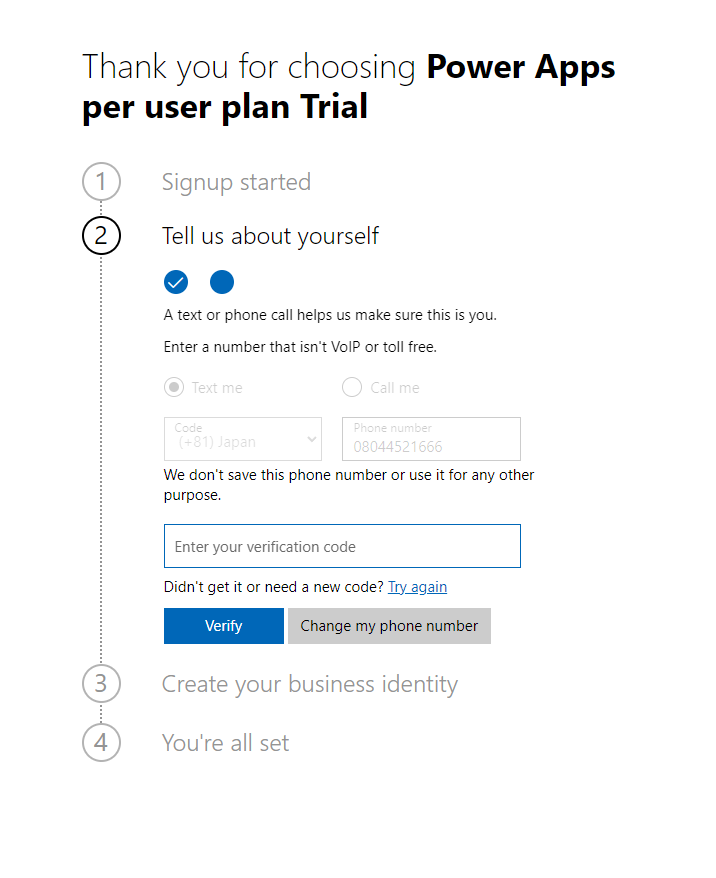 Thank you for choosing Power Apps
per user plan Trial
1 Signup started
2 Tell us about yourself
A text or phone call helps us make sure this is you.
Enter a number that isn't VoIP or toll free.
Text me Call me
Code Phone number
(+81) Japan 08044521666
We don't save this phone number or use it for any other
purpose.
Enter your verification code
Didn't get it or need a new code? Try again
Verify Change my phone number
3 Create your business identity
4 You're all set